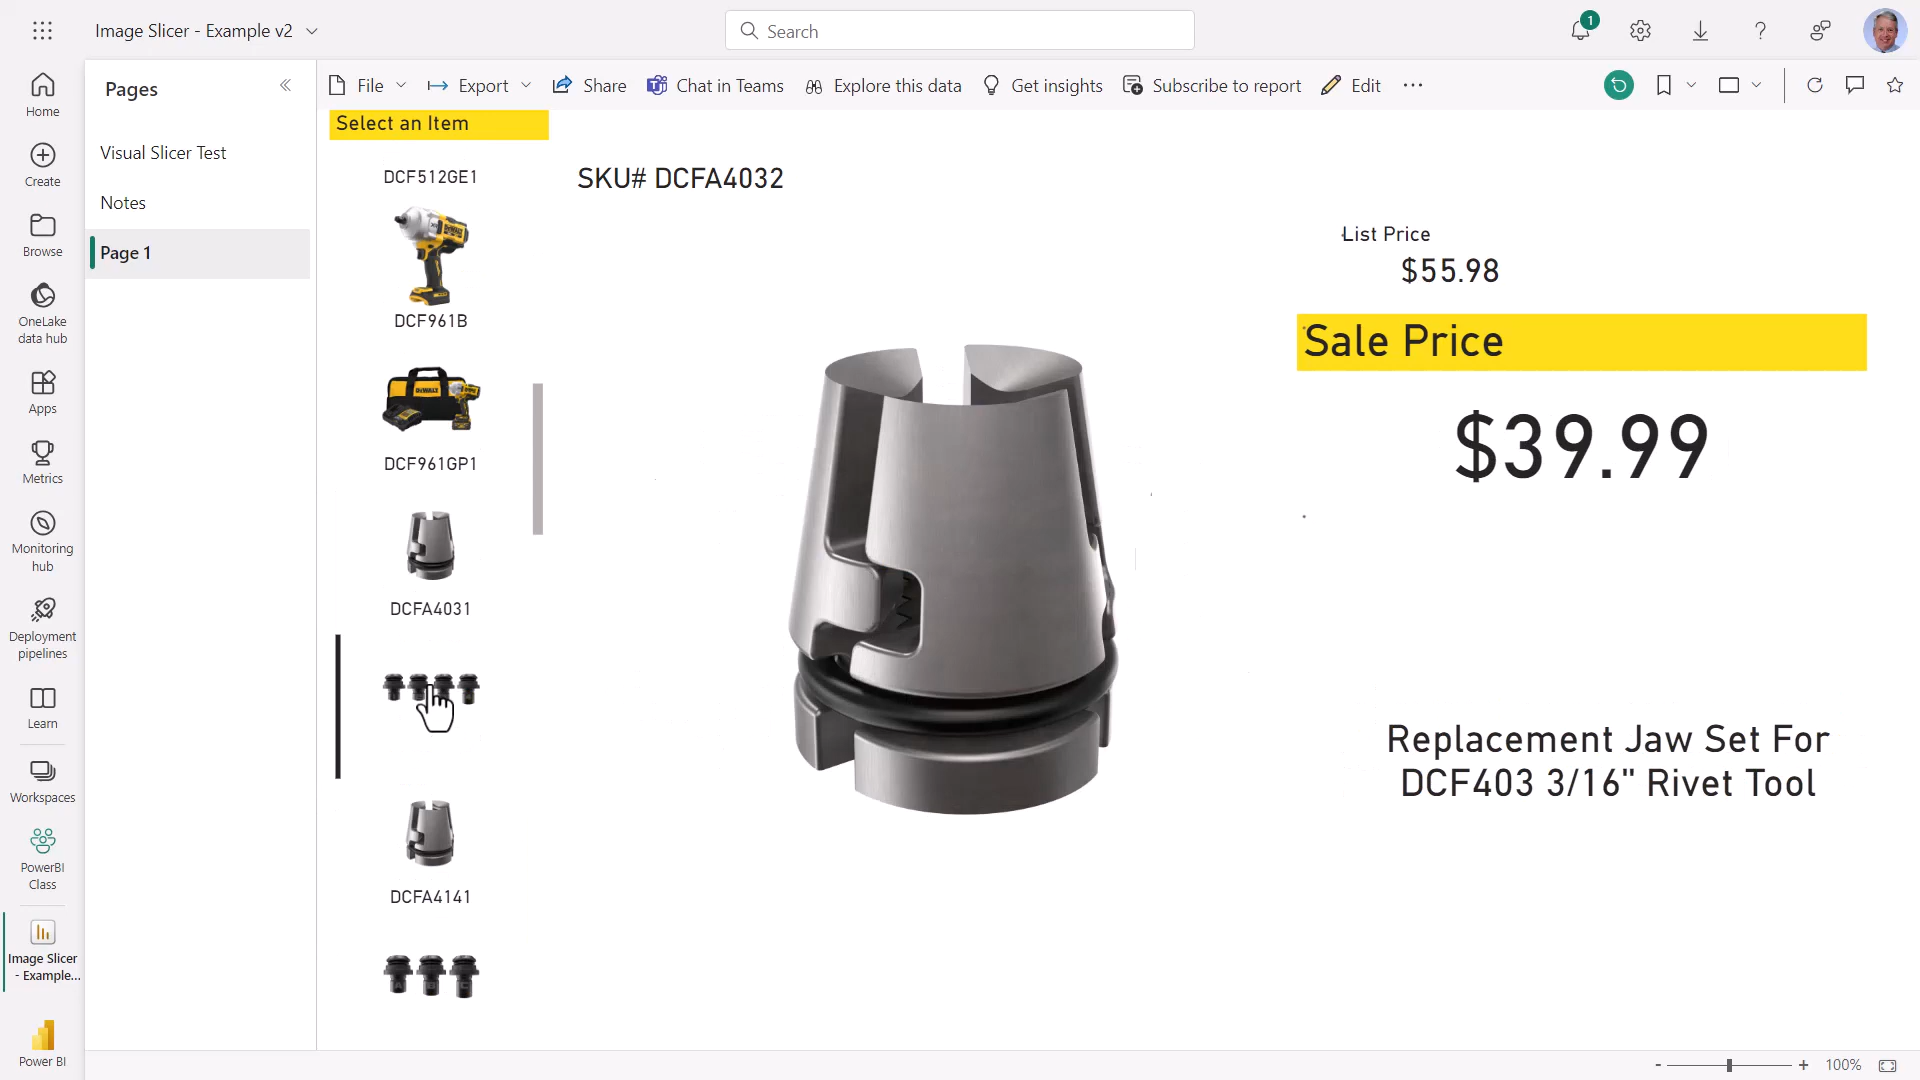 Image Slicer - Example v2
Search
1
Home
Create
Browse
OneLake
data hub
Apps
Metrics
Monitoring
hub
Deployment
pipelines
Learn
Workspaces
PowerBI
Class
Image Slicer
- Example...
Power BI
Pages
Visual Slicer Test
Notes
Page 1
File
Export
Share
Chat in Teams
Explore this data
Get insights
Subscribe to report
Edit
Select an Item
DCF512GE1
DCF961B
DEWALT
DCF961GP1
DCFA4031
DCFA4141
SKU# DCFA4032
List Price
$55.98
Sale Price
$39.99
Replacement Jaw Set For
DCF403 3/16" Rivet Tool
- + 100%